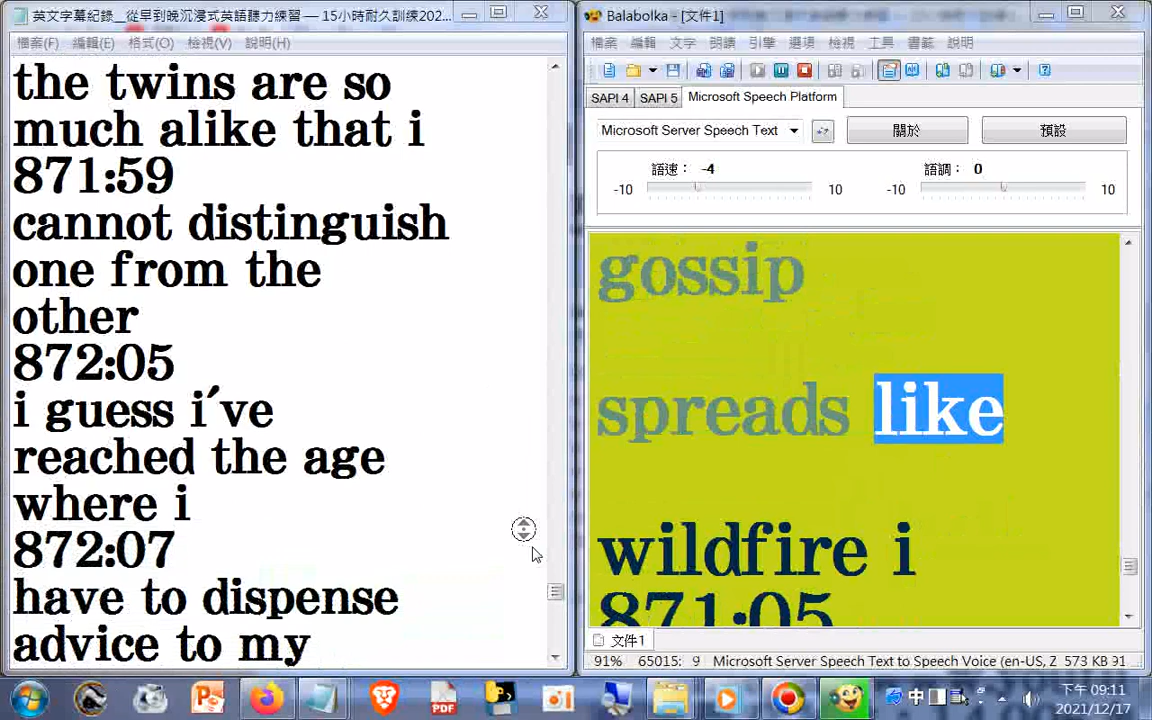 英文字幕紀錄__從早到晚沉浸式英語聽力練習 — 15小時耐久訓練202...
檔案(F) 編輯(E) 格式(O) 檢視(V) 說明(H)
the twins are so
much alike that i
871:59
cannot distinguish
one from the
other
872:05
i guess i´ve
reached the age
where i
872:07
have to dispense
advice to my
Balabolka - [文件1]
檔案 編輯 文字 朗讀 引擎 選項 檢視 工具 書籤 說明
SAPI 4 SAPI 5 Microsoft Speech Platform
Microsoft Server Speech Text 關於 預設
語速: -4 語調: 0
-10 10 -10 10
gossip
spreads like
wildfire i
871:05
文件1
91% 65015: 9 Microsoft Server Speech Text to Speech Voice (en-US, Z 573 KB 91
PDF 中 下午 09:11
2021/12/17